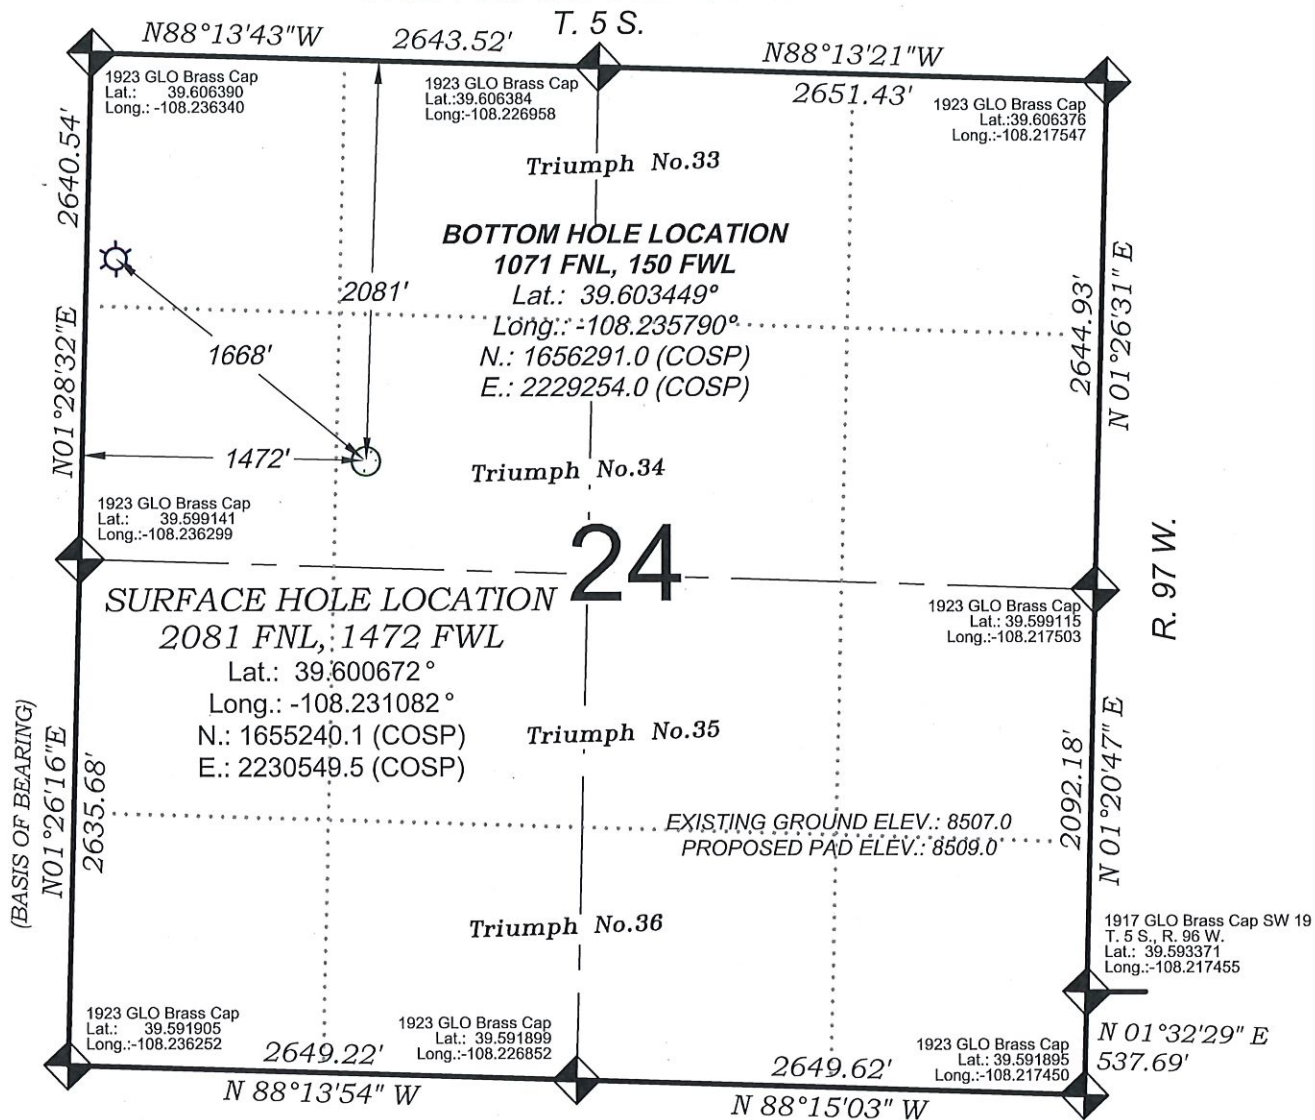 T. 5 S.
N88°13'43"W
2643.52'
N88°13'21"W
2651.43'
1923 GLO Brass Cap
Lat.: 39.606390
Long.: -108.236340
1923 GLO Brass Cap
Lat.:39.606384
Long:-108.226958
1923 GLO Brass Cap
Lat.:39.606376
Long.:-108.217547
2640.54'
Triumph No.33
BOTTOM HOLE LOCATION
1071 FNL, 150 FWL
Lat.: 39.603449°
Long.: -108.235790°
N.: 1656291.0 (COSP)
E.: 2229254.0 (COSP)
2081'
1668'
1472'
N01°28'32"E
2644.93'
N 01°26'31" E
Triumph No.34
1923 GLO Brass Cap
Lat.: 39.599141
Long.:-108.236299
24
R. 97 W.
SURFACE HOLE LOCATION
2081 FNL, 1472 FWL
Lat.: 39.600672°
Long.: -108.231082°
N.: 1655240.1 (COSP)
E.: 2230549.5 (COSP)
1923 GLO Brass Cap
Lat.: 39.599115
Long.:-108.217503
Triumph No.35
(BASIS OF BEARING)
N01°26'16"E
2635.68'
2092.18'
N 01°20'47" E
EXISTING GROUND ELEV.: 8507.0
PROPOSED PAD ELEV.: 8509.0
Triumph No.36
1917 GLO Brass Cap SW 19
T. 5 S., R. 96 W.
Lat.: 39.593371
Long.:-108.217455
1923 GLO Brass Cap
Lat.: 39.591905
Long.:-108.236252
1923 GLO Brass Cap
Lat.: 39.591899
Long.:-108.226852
1923 GLO Brass Cap
Lat.: 39.591895
Long.:-108.217450
N 01°32'29" E
537.69'
2649.22'
N 88°13'54" W
2649.62'
N 88°15'03" W